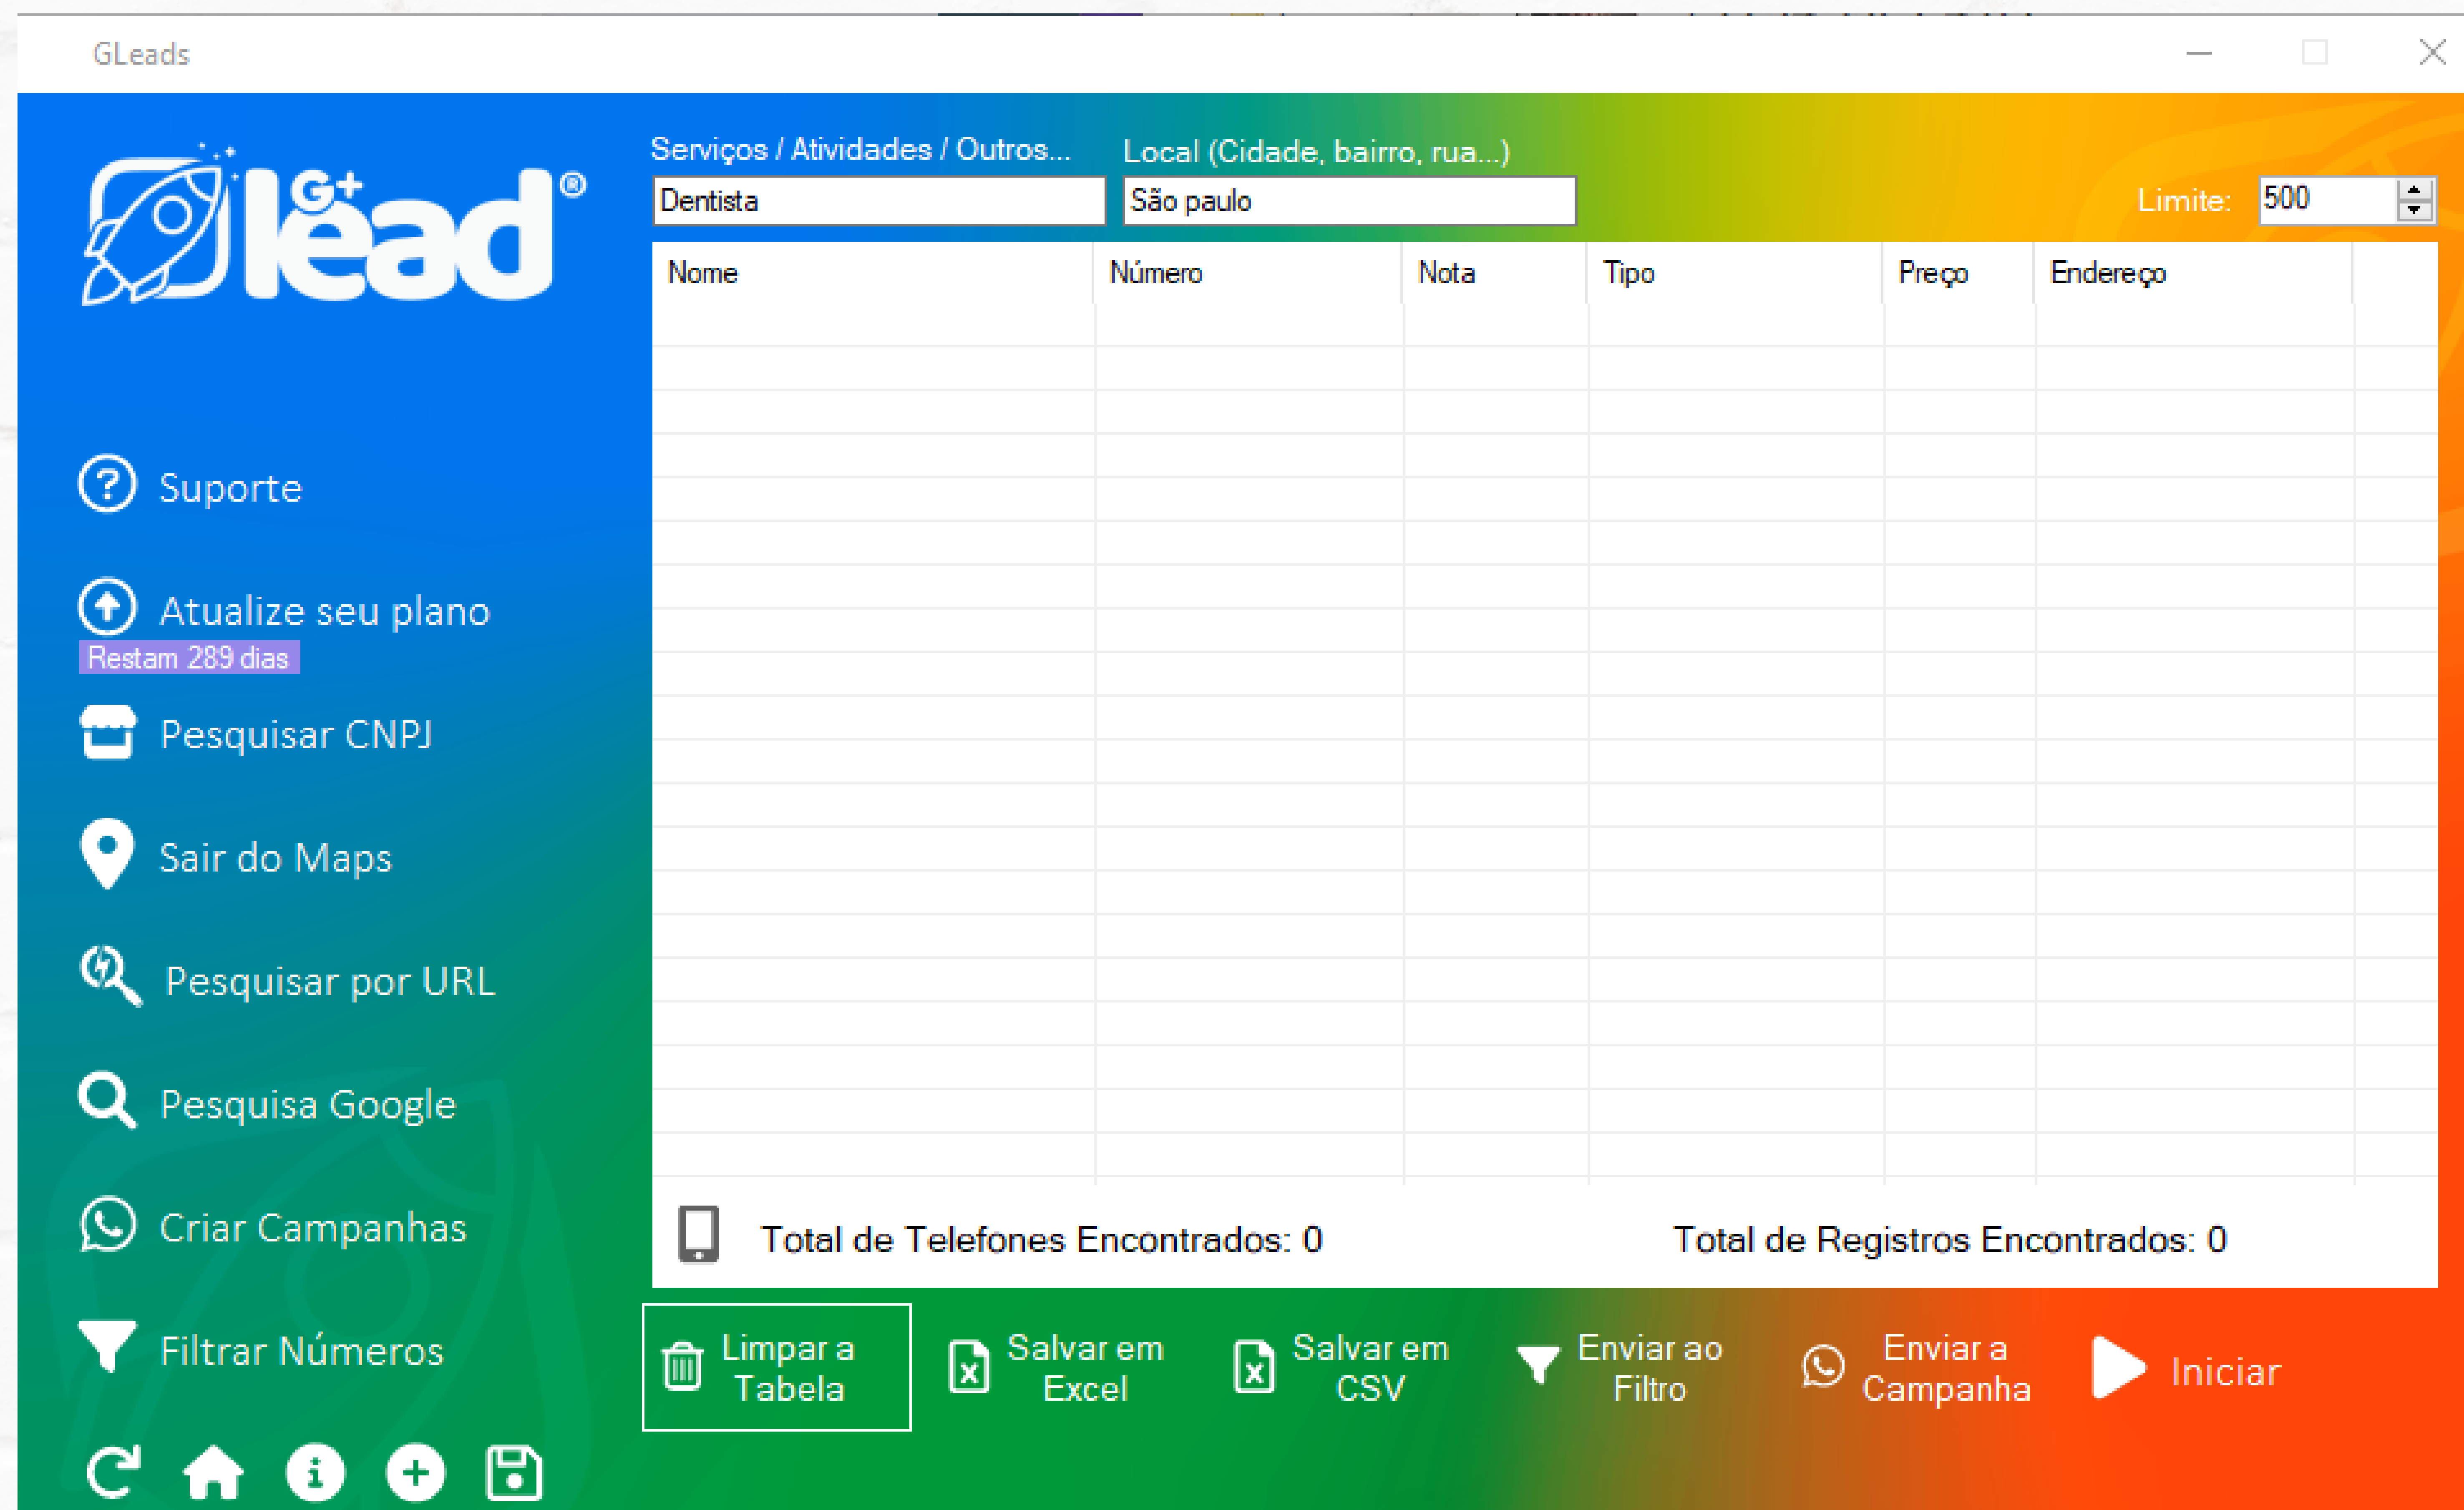 GLeads
G+
lead®
Serviços / Atividades / Outros...
Local (Cidade, bairro, rua...)
Dentista
São paulo
Limite: 500
Nome Número Nota Tipo Preço Endereço
Suporte
Atualize seu plano
Restam 289 dias
Pesquisar CNPJ
Sair do Maps
Pesquisar por URL
Pesquisa Google
Criar Campanhas
Filtrar Números
Total de Telefones Encontrados: 0
Total de Registros Encontrados: 0
Limpar a
Tabela
Salvar em
Excel
Salvar em
CSV
Enviar ao
Filtro
Enviar a
Campanha
Iniciar